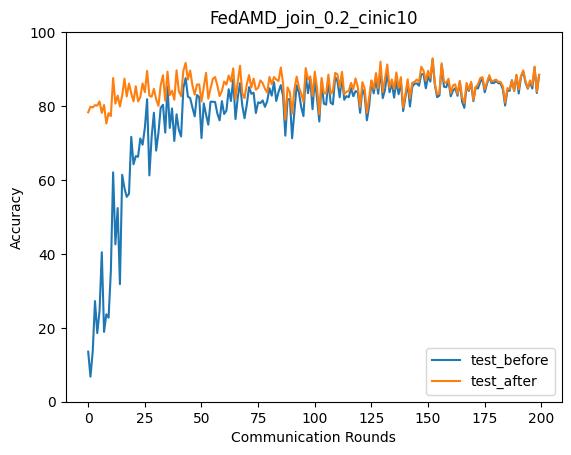 FedAMD_join_0.2_cinic10
100
80
60
40
20
0
Accuracy
0 25 50 75 100 125 150 175 200
Communication Rounds
test_before
test_after